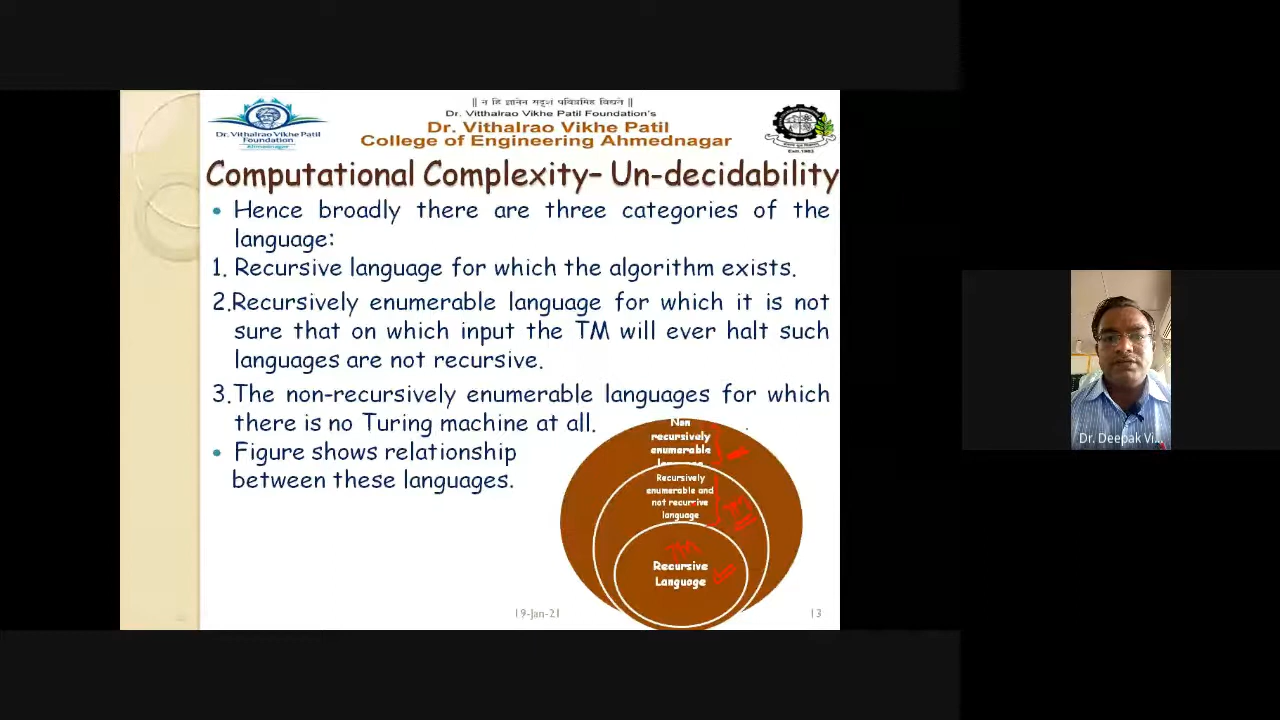 || न हि ज्ञानेन सदृशं पवित्रमिह विद्यते ||
Dr. Vitthalrao Vikhe Patil Foundation's
Dr. Vithalrao Vikhe Patil
College of Engineering Ahmednagar
Dr. Vithalrao Vikhe Patil
Foundation
Ahmednagar
Estd.1983
Computational Complexity– Un-decidability
• Hence broadly there are three categories of the
language:
1. Recursive language for which the algorithm exists.
2.Recursively enumerable language for which it is not
sure that on which input the TM will ever halt such
languages are not recursive.
3.The non-recursively enumerable languages for which
there is no Turing machine at all.
• Figure shows relationship
between these languages.
Non
recursively
enumerable
Recursively
enumerable and
not recursive
language
TM
Recursive
Language
19-Jan-21
13
Dr. Deepak Vi...